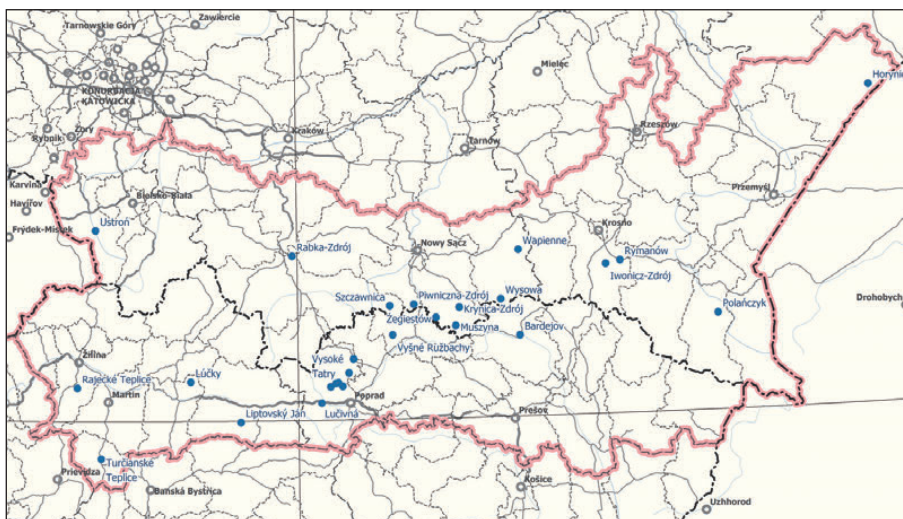 Zawiercie
Tarnowskie Góry
Mielec
KONURBACJA
KATOWICKA
Horyniec
Rybnik
Żory
Kraków
Rzeszów
Tarnów
Karvina
Bielsko-Biała
Przemyśl
Havířov
Ustroń
Krosno
Frýdek-Místek
Nowy Sącz
Wapienne
Rabka-Zdrój
Rymanów
Iwonicz-Zdrój
Szczawnica
Piwniczna-Zdrój
Wysowa
Drohobych
Krynica-Zdrój
Polańczyk
Żegiestów
Muszyna
Bardejov
Vyšné Ružbachy
Žilina
Vysoké
Tatry
Rajecké Teplice
Lúčky
Martin
Poprad
Liptovský Ján
Lučivná
Prešov
Turčianske
Teplice
Prievidza
Banská Bystrica
Košice
Uzhhorod